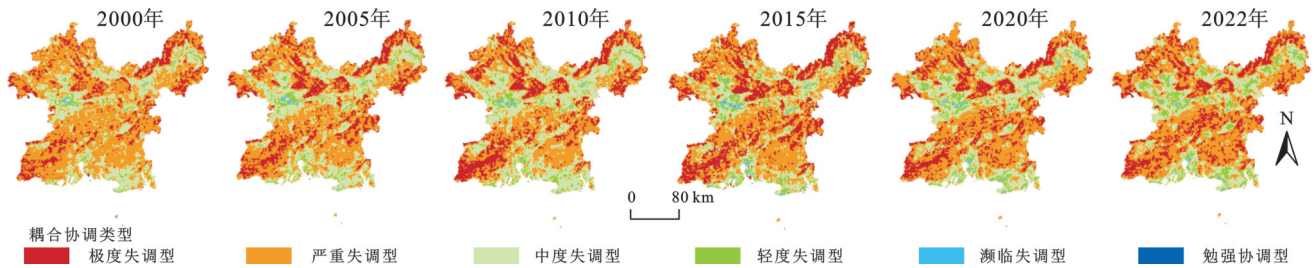 2000年 2005年 2010年 2015年 2020年 2022年
N
0 80 km
耦合协调类型
极度失调型 严重失调型 中度失调型 轻度失调型 濒临失调型 勉强协调型